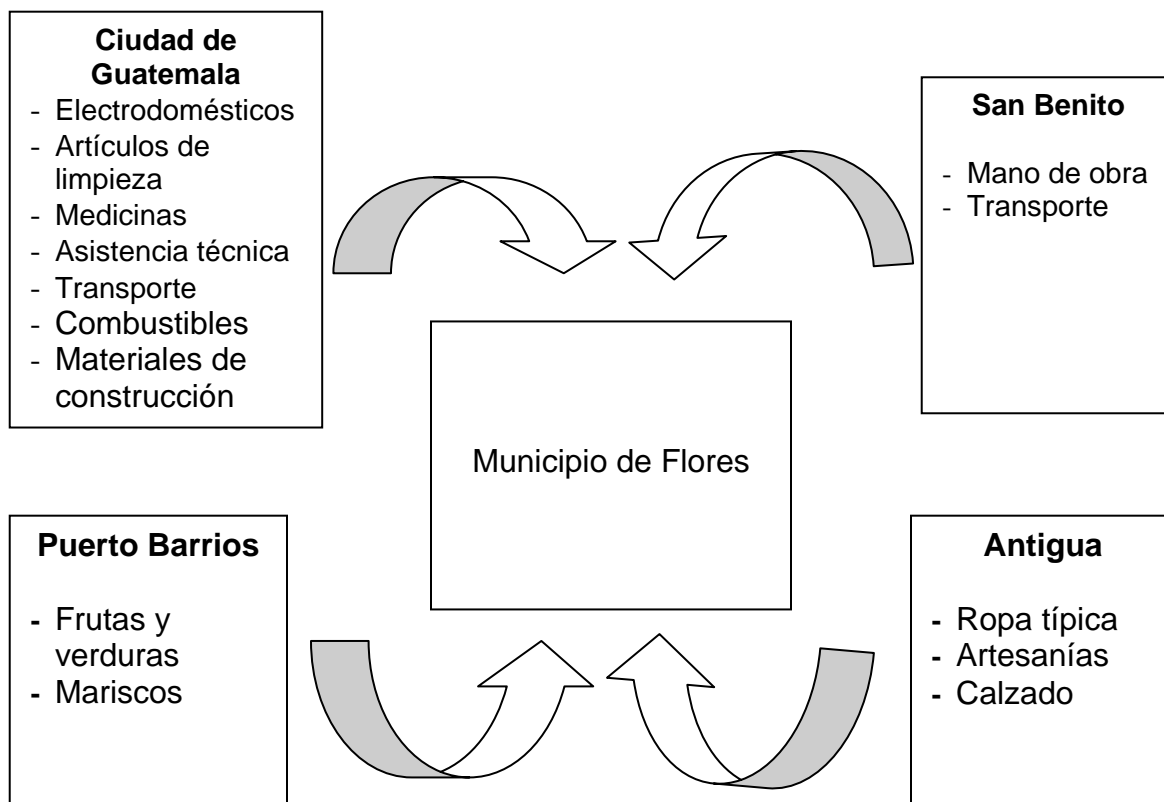 Ciudad de
Guatemala
- Electrodomésticos
- Artículos de
limpieza
- Medicinas
- Asistencia técnica
- Transporte
- Combustibles
- Materiales de
construcción
San Benito
- Mano de obra
- Transporte
Municipio de Flores
Puerto Barrios
- Frutas y
verduras
- Mariscos
Antigua
- Ropa típica
- Artesanías
- Calzado